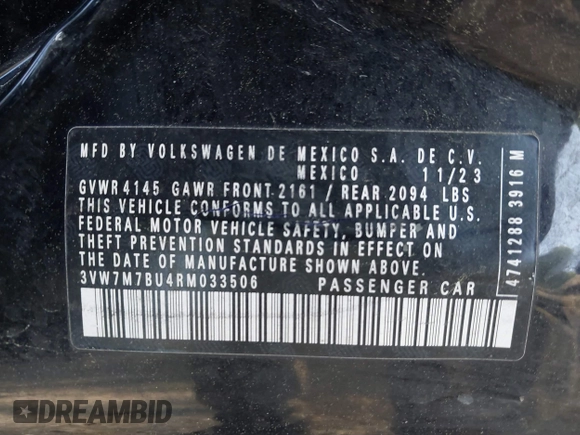 MFD BY VOLKSWAGEN DE MEXICO S.A. DE C.V.
MEXICO 11/23
GVWR 4145 GAWR FRONT 2161 / REAR 2094 LBS
THIS VEHICLE CONFORMS TO ALL APPLICABLE U.S.
FEDERAL MOTOR VEHICLE SAFETY, BUMPER AND
THEFT PREVENTION STANDARDS IN EFFECT ON
THE DATE OF MANUFACTURE SHOWN ABOVE.
3VW7M7BU4RM033506 PASSENGER CAR
4741288 3916 M
DREAMBID